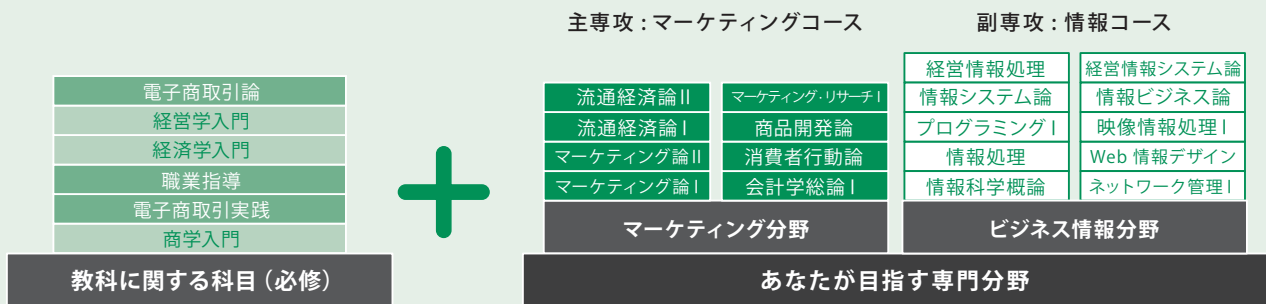 主専攻：マーケティングコース
副専攻：情報コース
電子商取引論
経営学入門
経済学入門
職業指導
電子商取引実践
商学入門
教科に関する科目（必修）
流通経済論Ⅱ
流通経済論Ⅰ
マーケティング論Ⅱ
マーケティング論Ⅰ
マーケティング・リサーチⅠ
商品開発論
消費者行動論
会計学総論Ⅰ
マーケティング分野
経営情報処理
情報システム論
プログラミングⅠ
情報処理
情報科学概論
経営情報システム論
情報ビジネス論
映像情報処理Ⅰ
Web 情報デザイン
ネットワーク管理Ⅰ
ビジネス情報分野
あなたが目指す専門分野